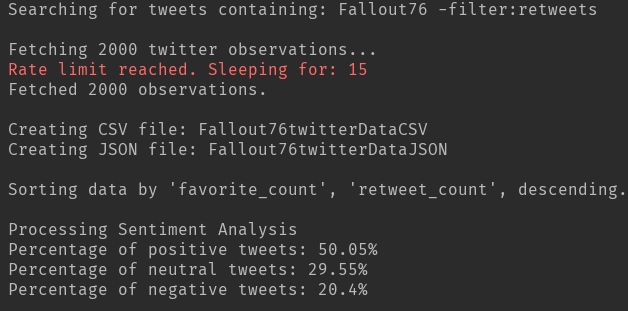 Searching for tweets containing: Fallout76 -filter:retweets
Fetching 2000 twitter observations...
Rate limit reached. Sleeping for: 15
Fetched 2000 observations.
Creating CSV file: Fallout76twitterDataCSV
Creating JSON file: Fallout76twitterDataJSON
Sorting data by 'favorite_count', 'retweet_count', descending.
Processing Sentiment Analysis
Percentage of positive tweets: 50.05%
Percentage of neutral tweets: 29.55%
Percentage of negative tweets: 20.4%